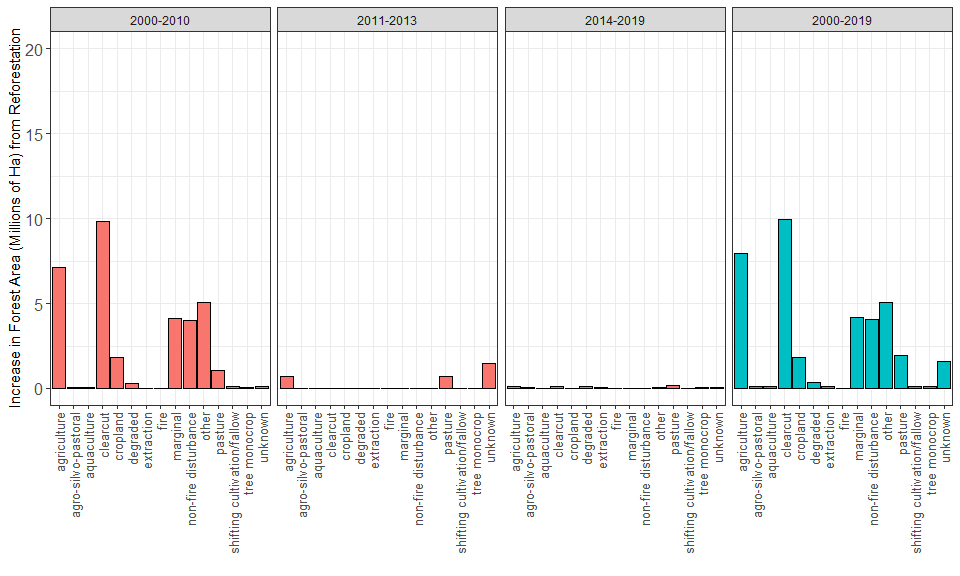 2000-2010
2011-2013
2014-2019
2000-2019
Increase in Forest Area (Millions of Ha) from Reforestation
20
15
10
5
0
agriculture
agro-silvo-pastoral
aquaculture
clearcut
cropland
degraded
extraction
fire
marginal
non-fire disturbance
other
pasture
shifting cultivation/fallow
tree monocrop
unknown
agriculture
agro-silvo-pastoral
aquaculture
clearcut
cropland
degraded
extraction
fire
marginal
non-fire disturbance
other
pasture
shifting cultivation/fallow
tree monocrop
unknown
agriculture
agro-silvo-pastoral
aquaculture
clearcut
cropland
degraded
extraction
fire
marginal
non-fire disturbance
other
pasture
shifting cultivation/fallow
tree monocrop
unknown
agriculture
agro-silvo-pastoral
aquaculture
clearcut
cropland
degraded
extraction
fire
marginal
non-fire disturbance
other
pasture
shifting cultivation/fallow
tree monocrop
unknown